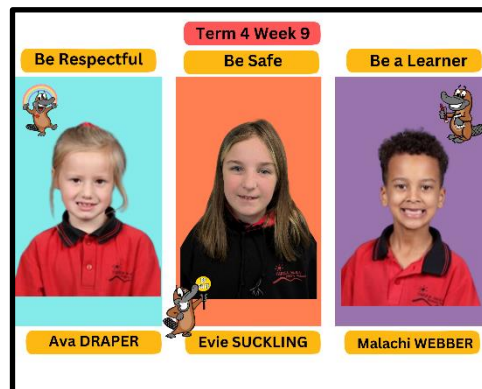 Term 4 Week 9
Be Respectful
Be Safe
Be a Learner
Ava DRAPER
Evie SUCKLING
Malachi WEBBER